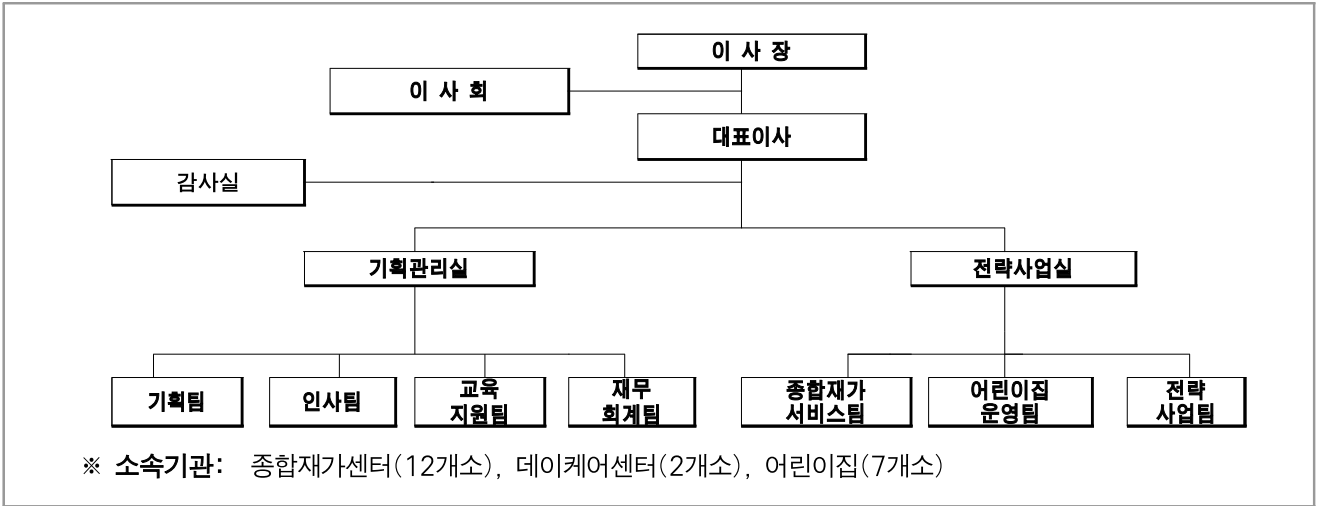 이 사 장
이 사 회
대표이사
감사실
기획관리실
전략사업실
기획팀
인사팀
교육
지원팀
재무
회계팀
종합재가
서비스팀
어린이집
운영팀
전략
사업팀
※ 소속기관: 종합재가센터(12개소), 데이케어센터(2개소), 어린이집(7개소)